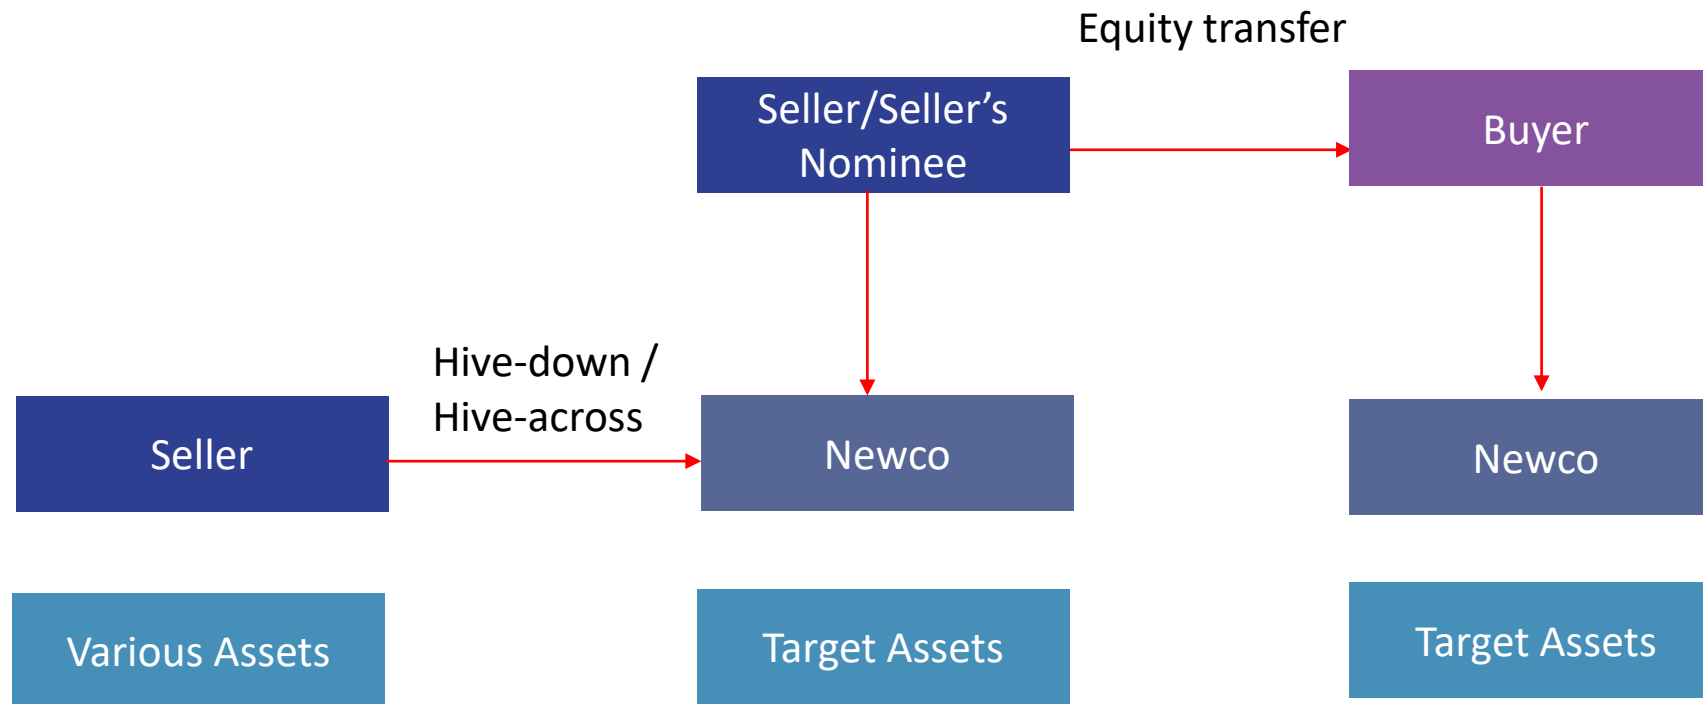 Equity transfer
Seller/Seller’s
Nominee
Buyer
Hive-down /
Hive-across
Seller
Newco
Newco
Various Assets
Target Assets
Target Assets